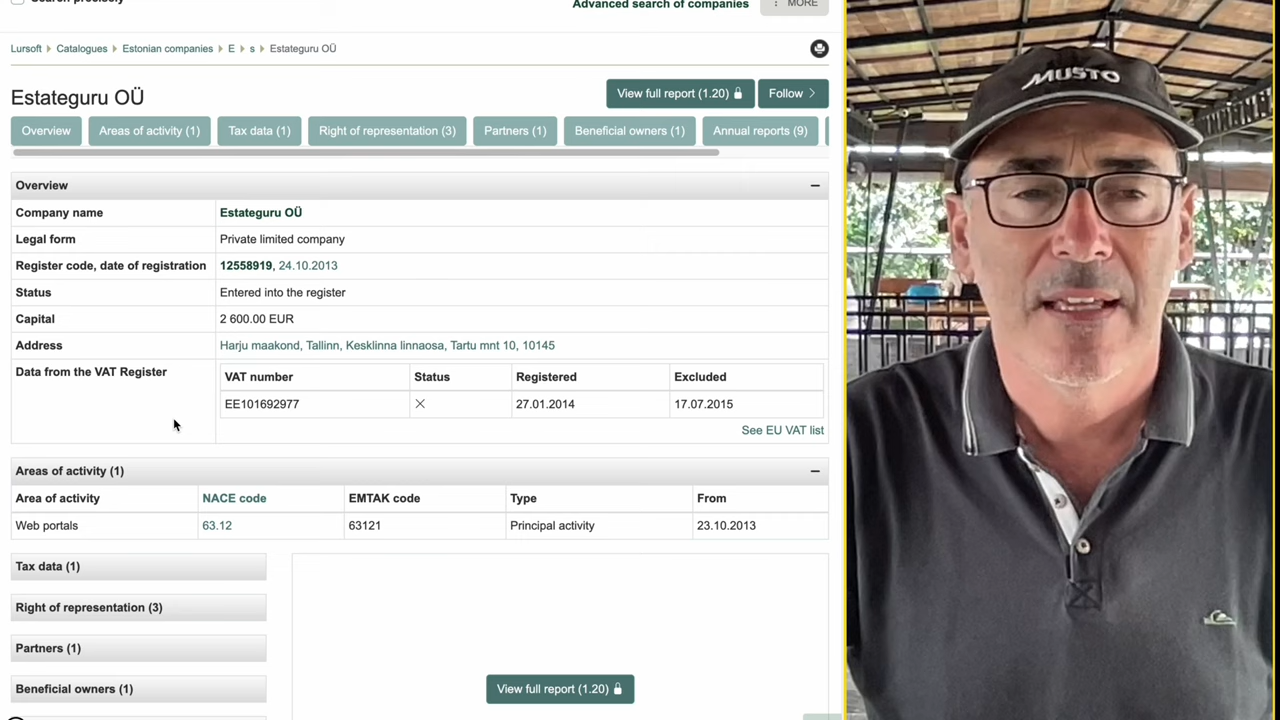 Search precisely
Advanced search of companies
⋮ MORE
Lursoft Catalogues Estonian companies E s Estateguru OÜ
Estateguru OÜ
View full report (1.20) Follow
Overview Areas of activity (1) Tax data (1) Right of representation (3) Partners (1) Beneficial owners (1) Annual reports (9)
Overview
Company name Estateguru OÜ
Legal form Private limited company
Register code, date of registration 12558919, 24.10.2013
Status Entered into the register
Capital 2 600.00 EUR
Address Harju maakond, Tallinn, Kesklinna linnaosa, Tartu mnt 10, 10145
Data from the VAT Register
VAT number Status Registered Excluded
EE101692977 × 27.01.2014 17.07.2015
See EU VAT list
Areas of activity (1)
Area of activity NACE code EMTAK code Type From
Web portals 63.12 63121 Principal activity 23.10.2013
Tax data (1)
Right of representation (3)
Partners (1)
Beneficial owners (1)
View full report (1.20)
MUSTO